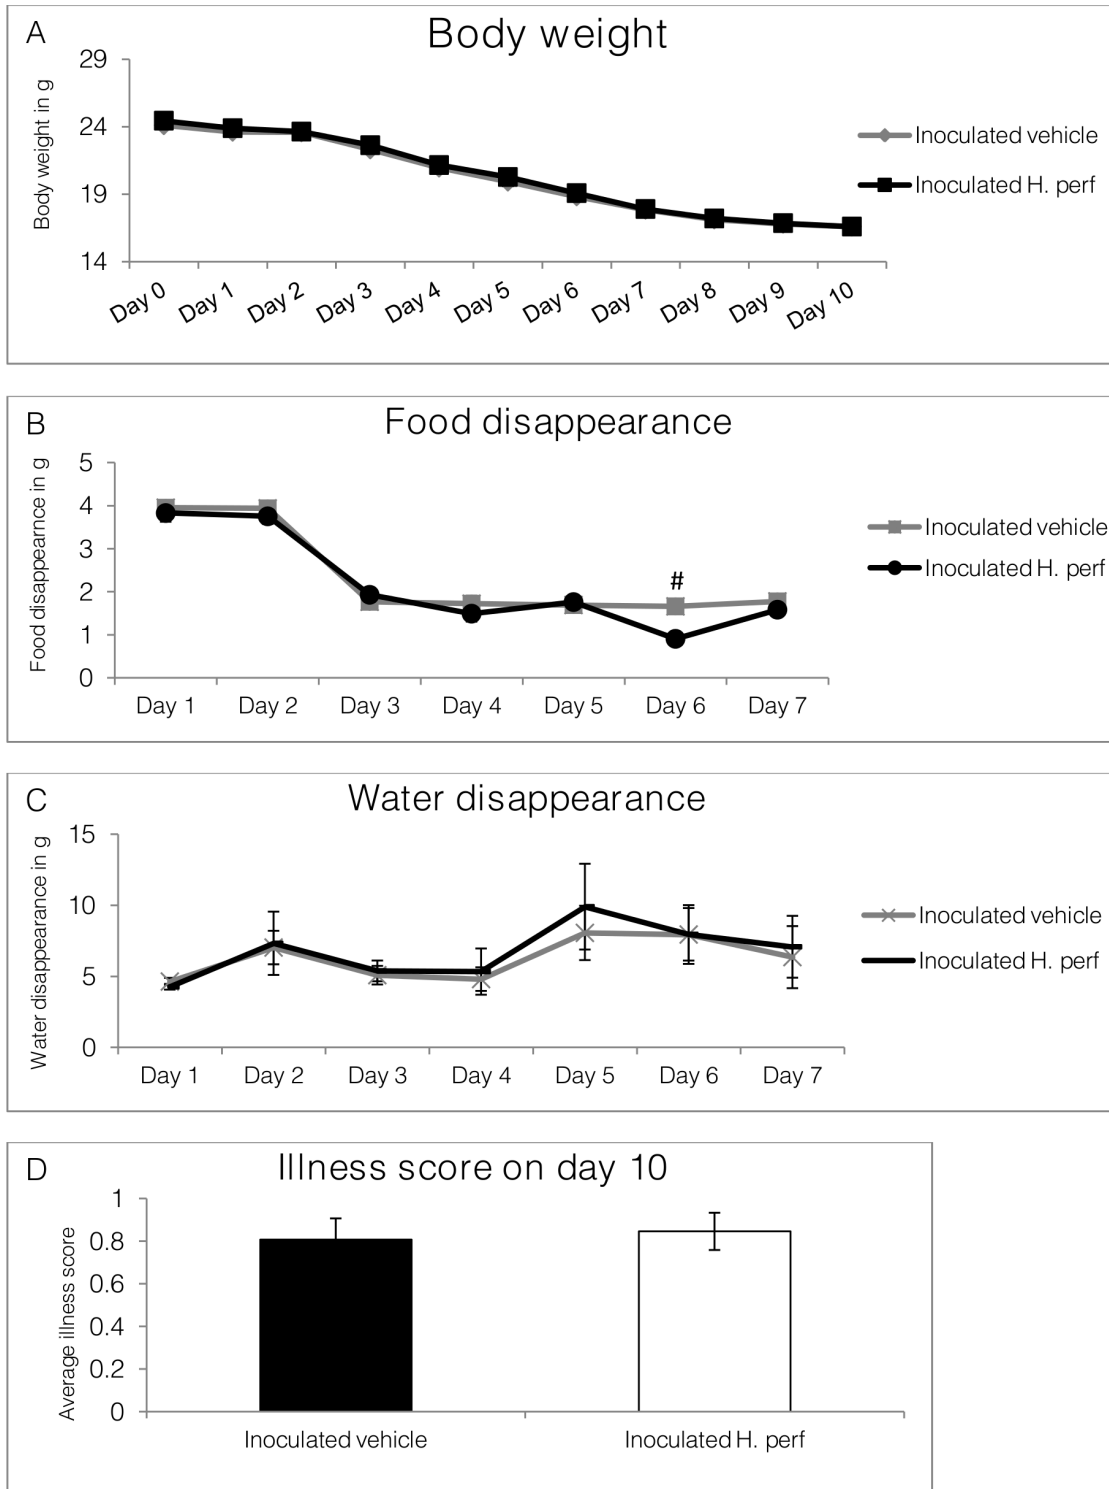 A
Body weight
Body weight in g
29
24
19
14
Day 0 Day 1 Day 2 Day 3 Day 4 Day 5 Day 6 Day 7 Day 8 Day 9 Day 10
Inoculated vehicle
Inoculated H. perf
B
Food disappearance
Food disappearnce in g
5
4
3
2
1
0
#
Day 1 Day 2 Day 3 Day 4 Day 5 Day 6 Day 7
Inoculated vehicle
Inoculated H. perf
C
Water disappearance
Water disappearance in g
15
10
5
0
Day 1 Day 2 Day 3 Day 4 Day 5 Day 6 Day 7
Inoculated vehicle
Inoculated H. perf
D
Illness score on day 10
Average illness score
1
0.8
0.6
0.4
0.2
0
Inoculated vehicle Inoculated H. perf